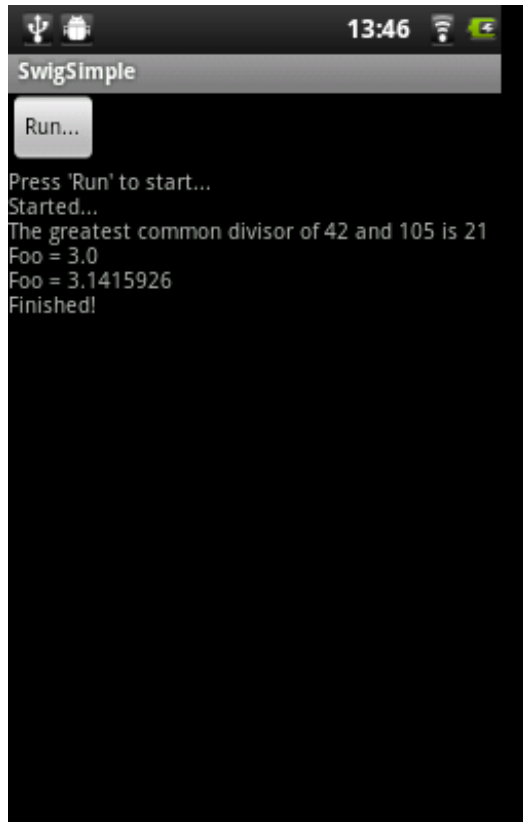 13:46
SwigSimple
Run...
Press 'Run' to start...
Started...
The greatest common divisor of 42 and 105 is 21
Foo = 3.0
Foo = 3.1415926
Finished!